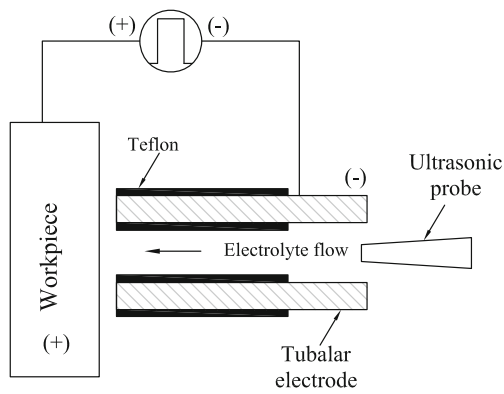 (+)
(-)
Teflon
(-)
Ultrasonic
probe
Electrolyte flow
Workpiece
(+)
Tubalar
electrode